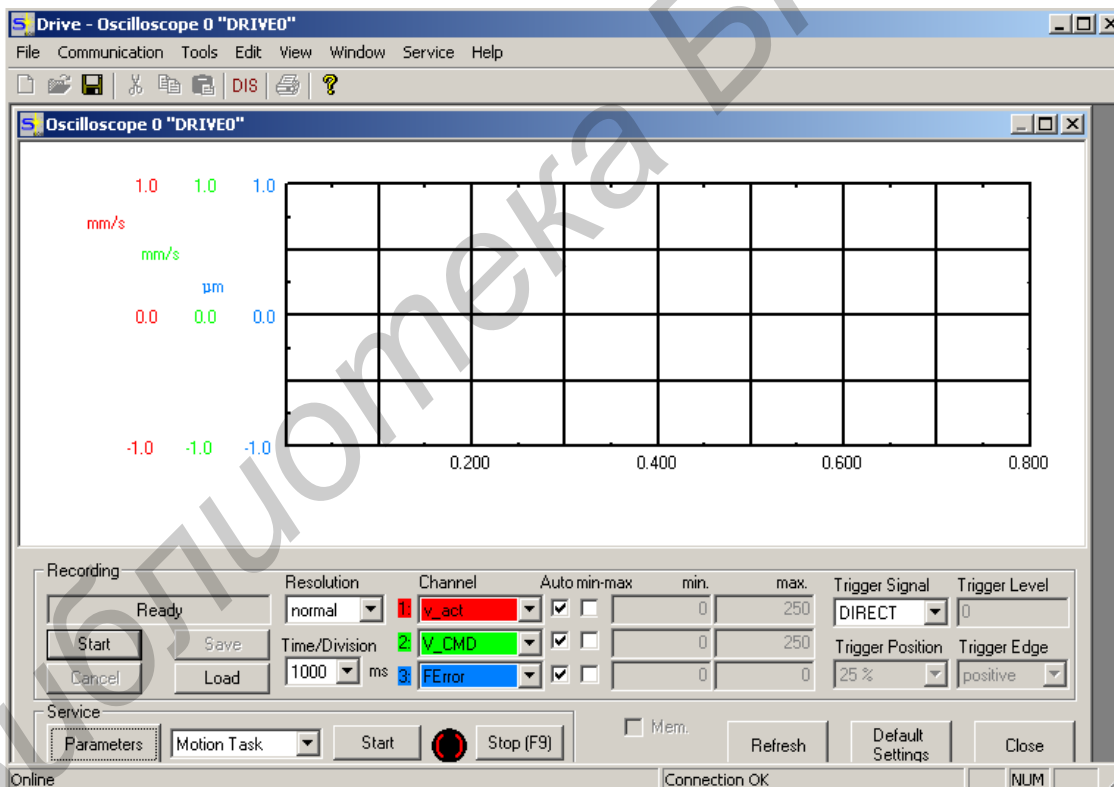 Drive - Oscilloscope 0 "DRIVE0"
File Communication Tools Edit View Window Service Help
DIS
Oscilloscope 0 "DRIVE0"
1.0 1.0 1.0
mm/s
mm/s
µm
0.0 0.0 0.0
-1.0 -1.0 -1.0
0.200 0.400 0.600 0.800
Recording
Resolution Channel Auto min-max min. max. Trigger Signal Trigger Level
Ready normal 1: v_act 0 250 DIRECT 0
Start Save Time/Division 2: V_CMD 0 250 Trigger Position Trigger Edge
Cancel Load 1000 ms 3: FError 0 0 25 % positive
Service
Parameters Motion Task Start Stop (F9) Mem. Refresh Default Settings Close
Online Connection OK NUM
библиотека Б